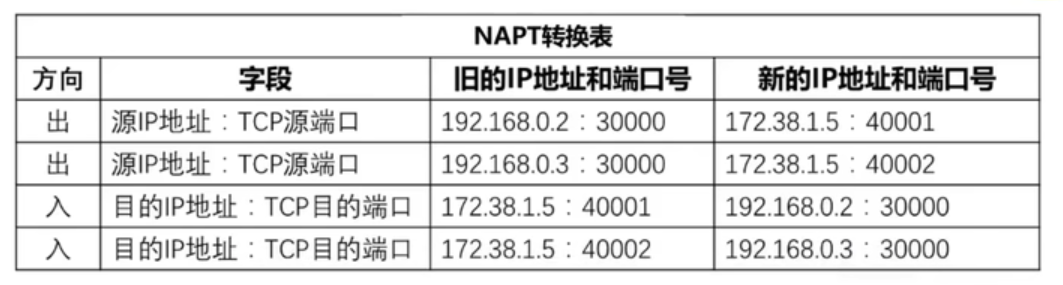 NAPT转换表
方向 字段 旧的IP地址和端口号 新的IP地址和端口号
出 源IP地址：TCP源端口 192.168.0.2：30000 172.38.1.5：40001
出 源IP地址：TCP源端口 192.168.0.3：30000 172.38.1.5：40002
入 目的IP地址：TCP目的端口 172.38.1.5：40001 192.168.0.2：30000
入 目的IP地址：TCP目的端口 172.38.1.5：40002 192.168.0.3：30000